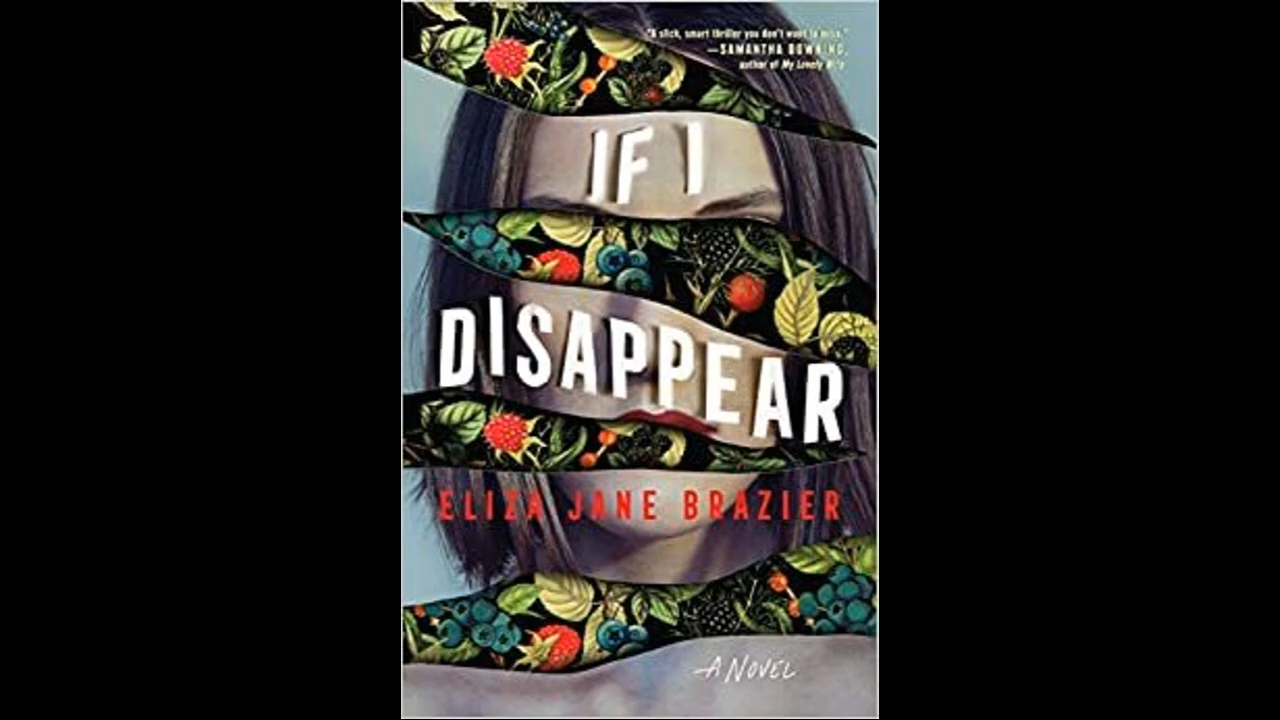 "A slick, smart thriller you don't want to miss."
—SAMANTHA DOWNING,
author of My Lovely Wife
IF I
DISAPPEAR
ELIZA JANE BRAZIER
A NOVEL